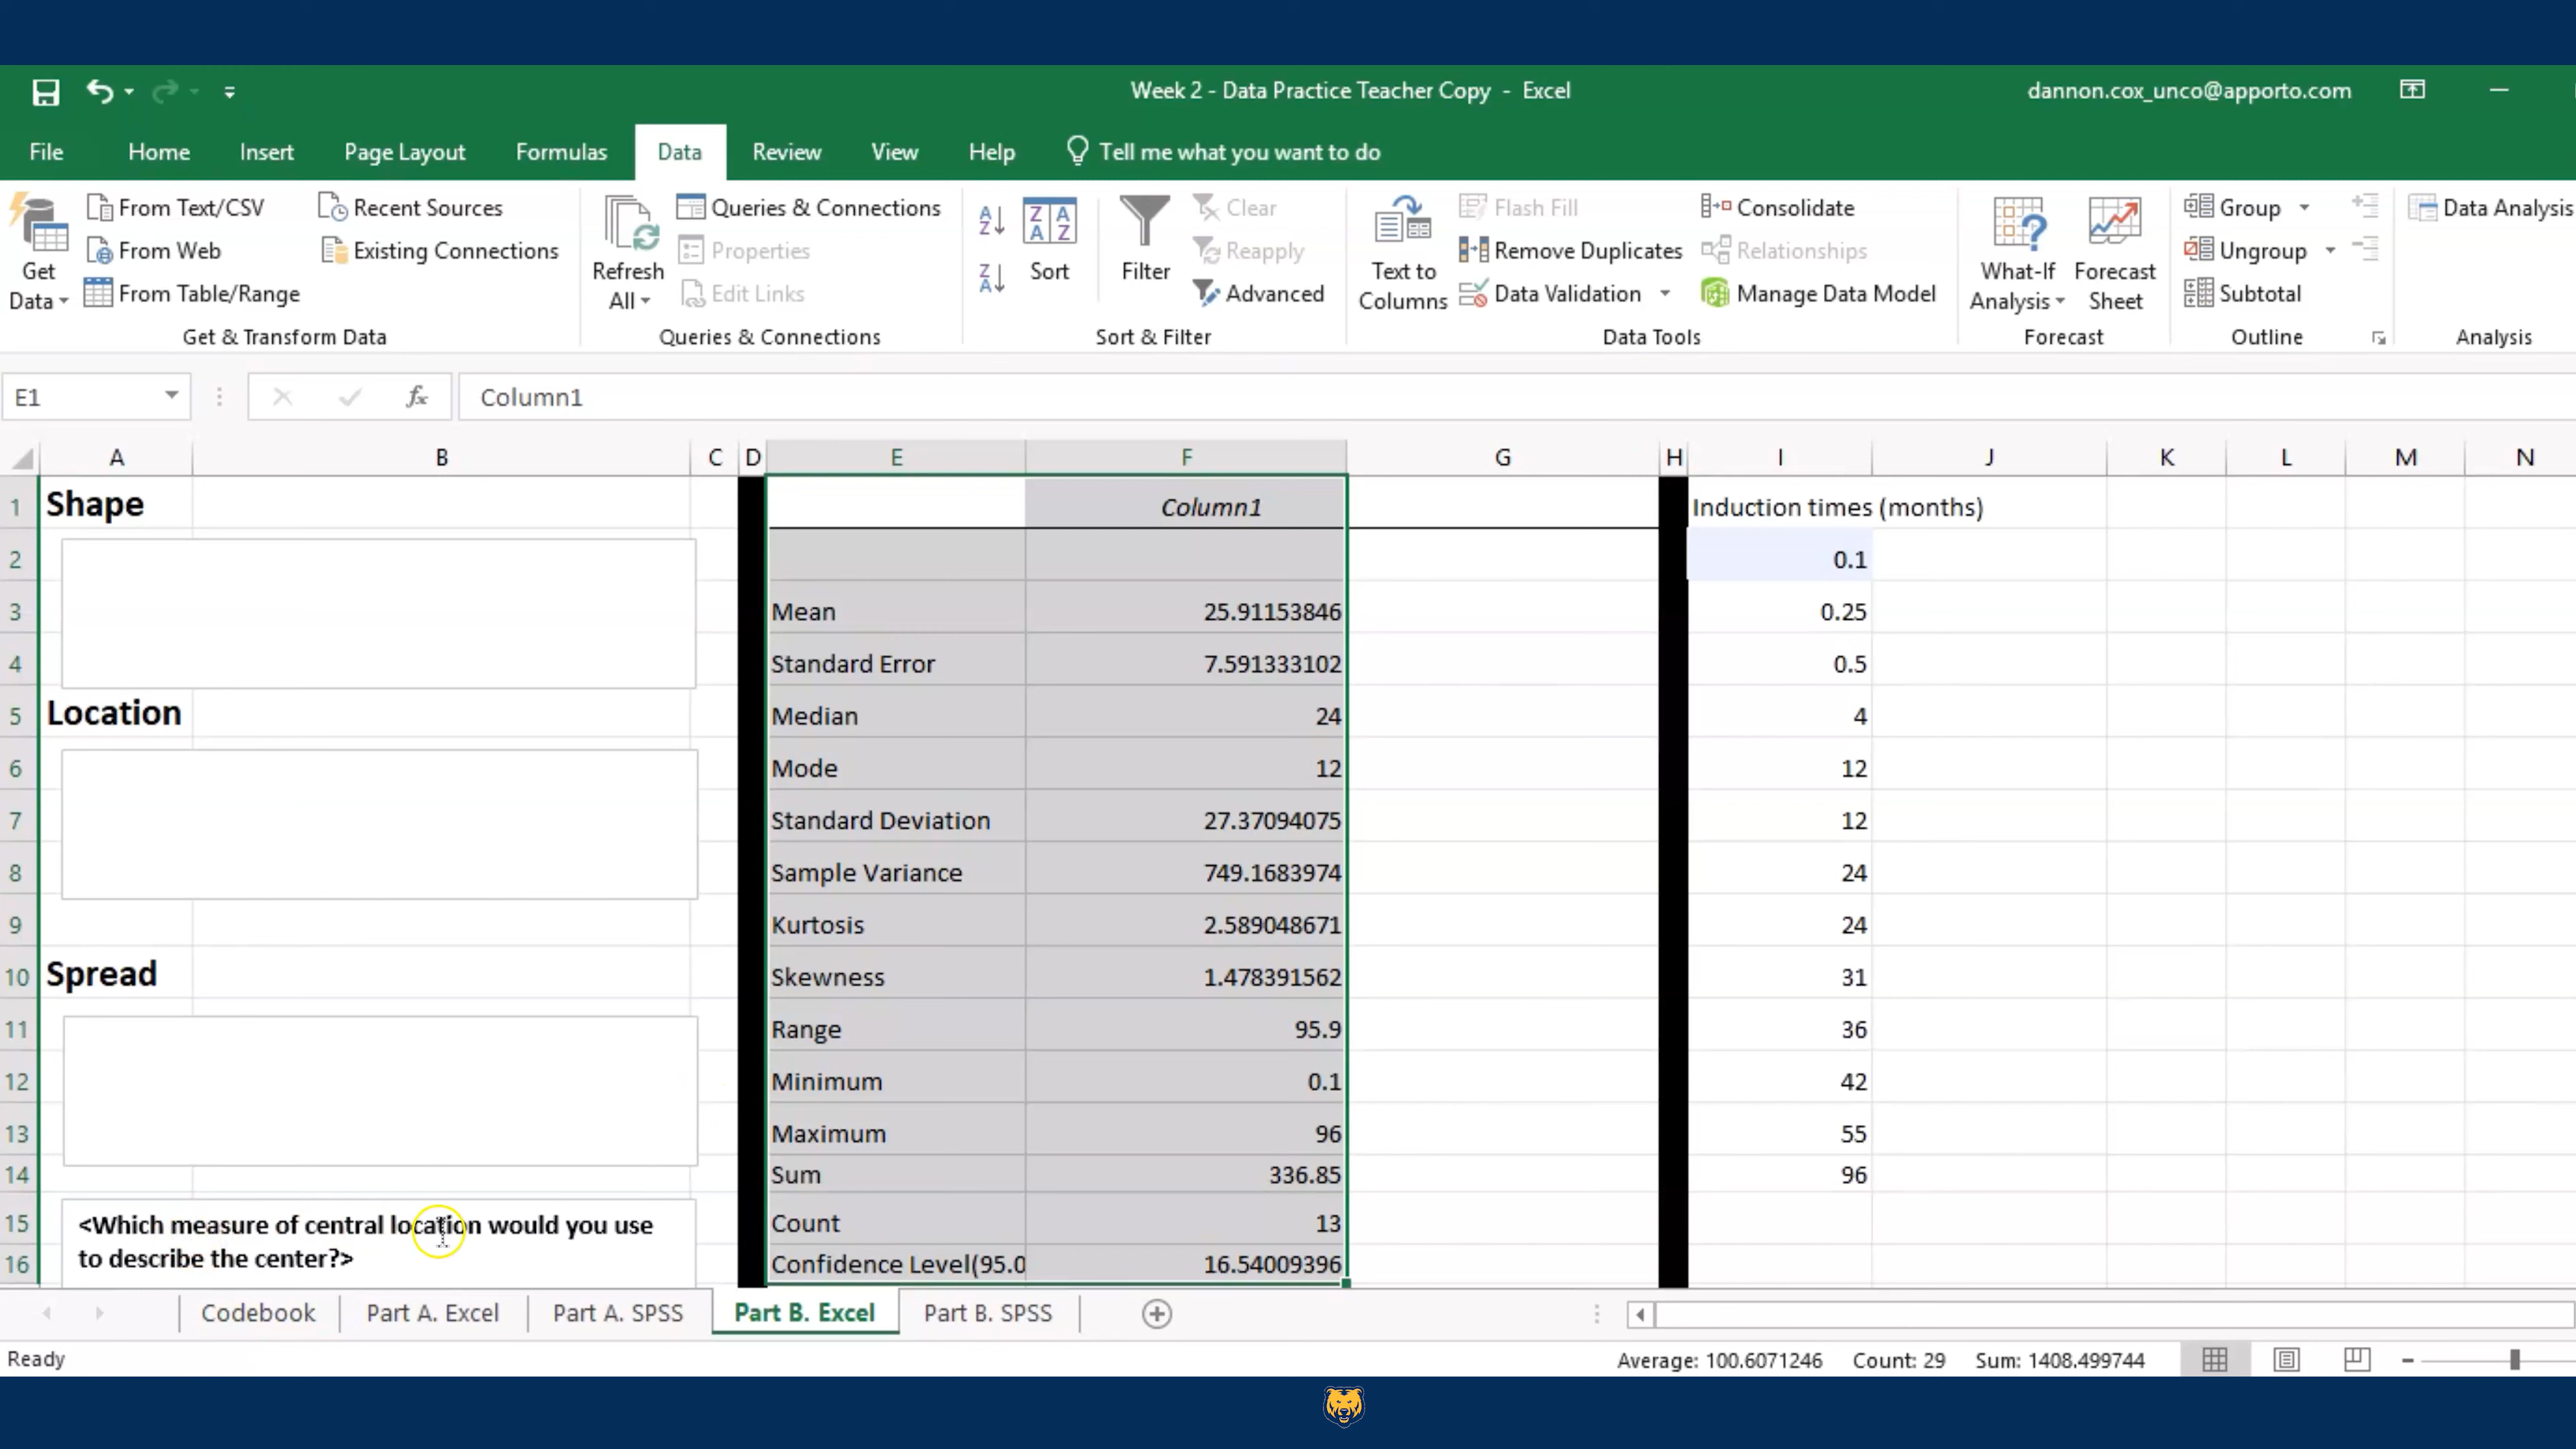 Week 2 - Data Practice Teacher Copy - Excel
dannon.cox_unco@apporto.com
File Home Insert Page Layout Formulas Data Review View Help Tell me what you want to do
Get Data
From Text/CSV
From Web
From Table/Range
Recent Sources
Existing Connections
Get & Transform Data
Refresh All
Queries & Connections
Properties
Edit Links
Queries & Connections
Sort
Filter
Clear
Reapply
Advanced
Sort & Filter
Text to Columns
Flash Fill
Remove Duplicates
Data Validation
Consolidate
Relationships
Manage Data Model
Data Tools
What-If Analysis
Forecast Sheet
Forecast
Group
Ungroup
Subtotal
Outline
Data Analysis
Analysis
E1 fx Column1
A B C D E F G H I J K L M N
1 Shape Column1 Induction times (months)
2 0.1
3 Mean 25.91153846 0.25
4 Standard Error 7.591333102 0.5
5 Location Median 24 4
6 Mode 12 12
7 Standard Deviation 27.37094075 12
8 Sample Variance 749.1683974 24
9 Kurtosis 2.589048671 24
10 Spread Skewness 1.478391562 31
11 Range 95.9 36
12 Minimum 0.1 42
13 Maximum 96 55
14 Sum 336.85 96
15 <Which measure of central location would you use Count 13
16 to describe the center?> Confidence Level(95.0 16.54009396
Codebook Part A. Excel Part A. SPSS Part B. Excel Part B. SPSS
Ready Average: 100.6071246 Count: 29 Sum: 1408.499744